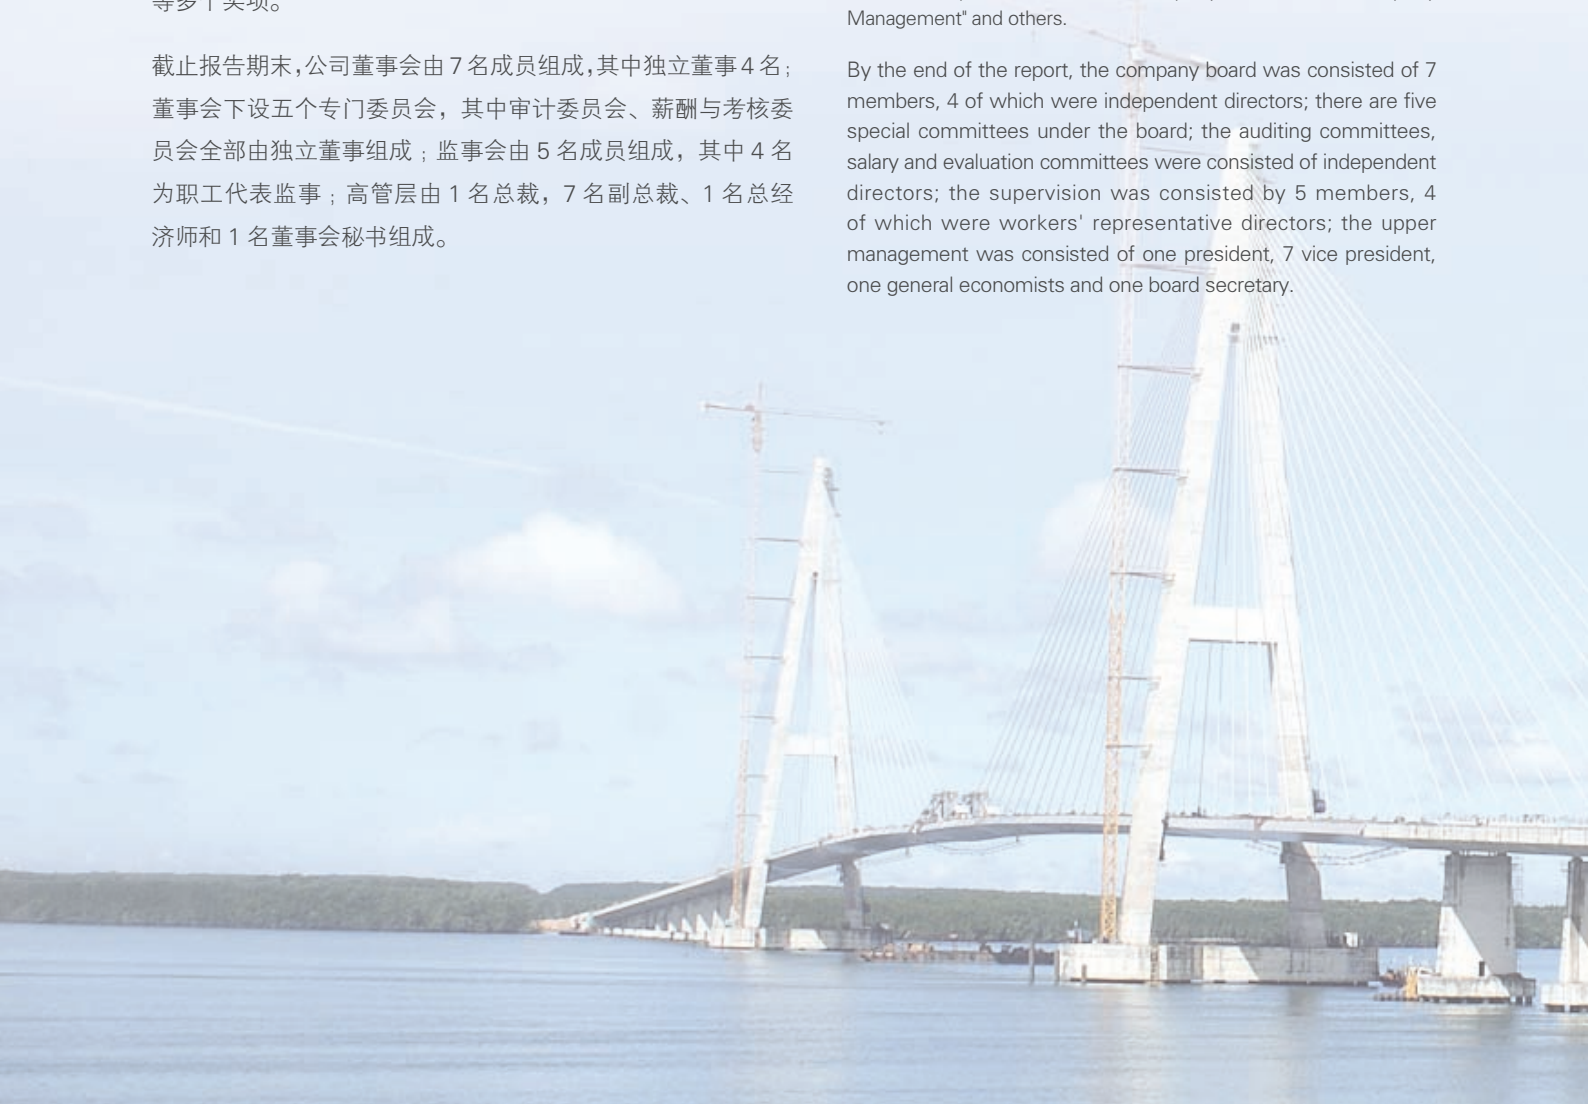 等多个奖项。
截止报告期末，公司董事会由 7 名成员组成，其中独立董事 4 名；
董事会下设五个专门委员会，其中审计委员会、薪酬与考核委
员会全部由独立董事组成；监事会由 5 名成员组成，其中 4 名
为职工代表监事；高管层由 1 名总裁，7 名副总裁、1 名总经
济师和 1 名董事会秘书组成。
Management" and others.
By the end of the report, the company board was consisted of 7
members, 4 of which were independent directors; there are five
special committees under the board; the auditing committees,
salary and evaluation committees were consisted of independent
directors; the supervision was consisted by 5 members, 4
of which were workers' representative directors; the upper
management was consisted of one president, 7 vice president,
one general economists and one board secretary.